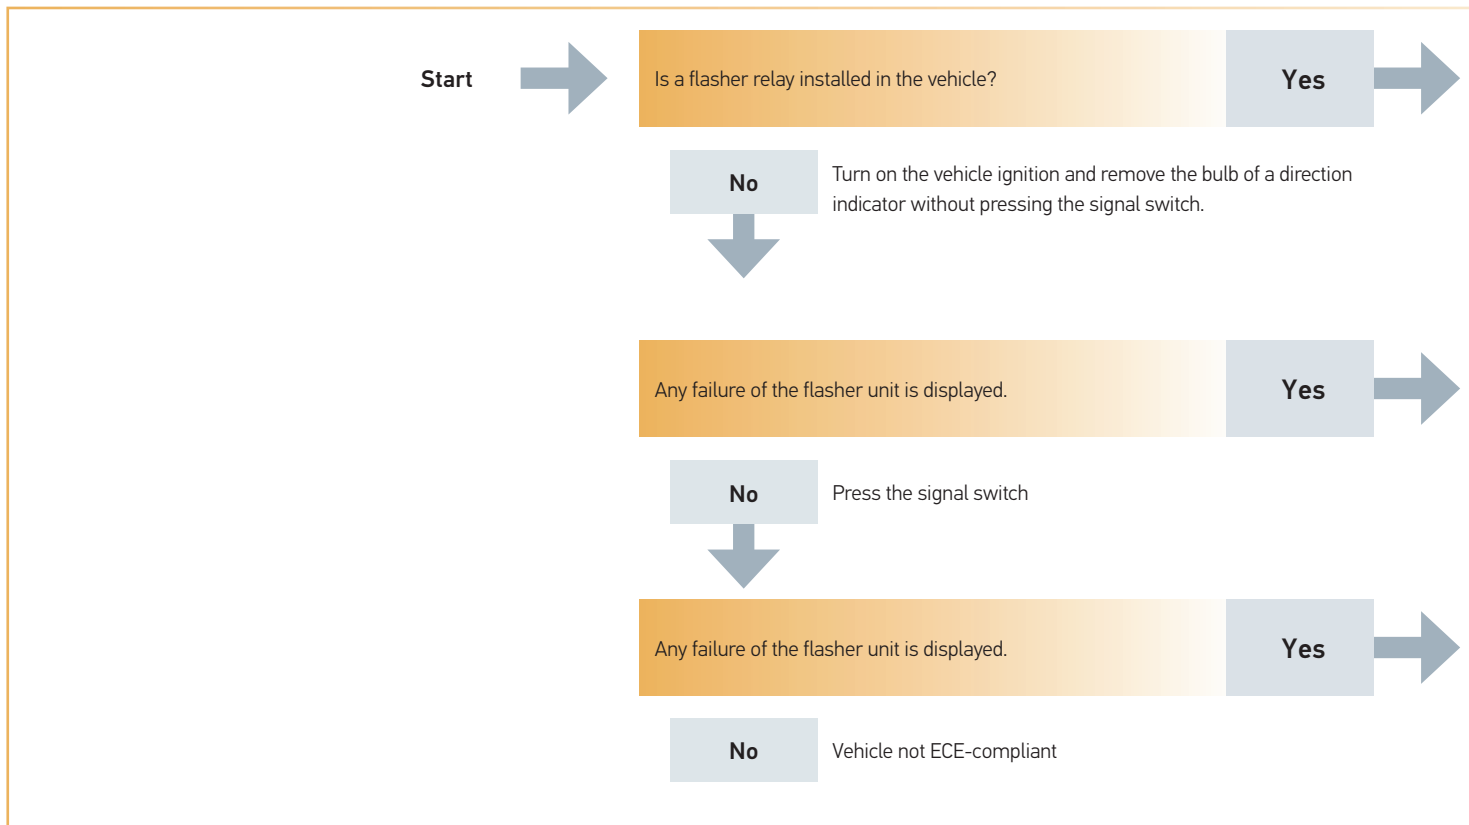 Start
Is a flasher relay installed in the vehicle?
Yes
No
Turn on the vehicle ignition and remove the bulb of a direction
indicator without pressing the signal switch.
Any failure of the flasher unit is displayed.
Yes
No
Press the signal switch
Any failure of the flasher unit is displayed.
Yes
No
Vehicle not ECE-compliant